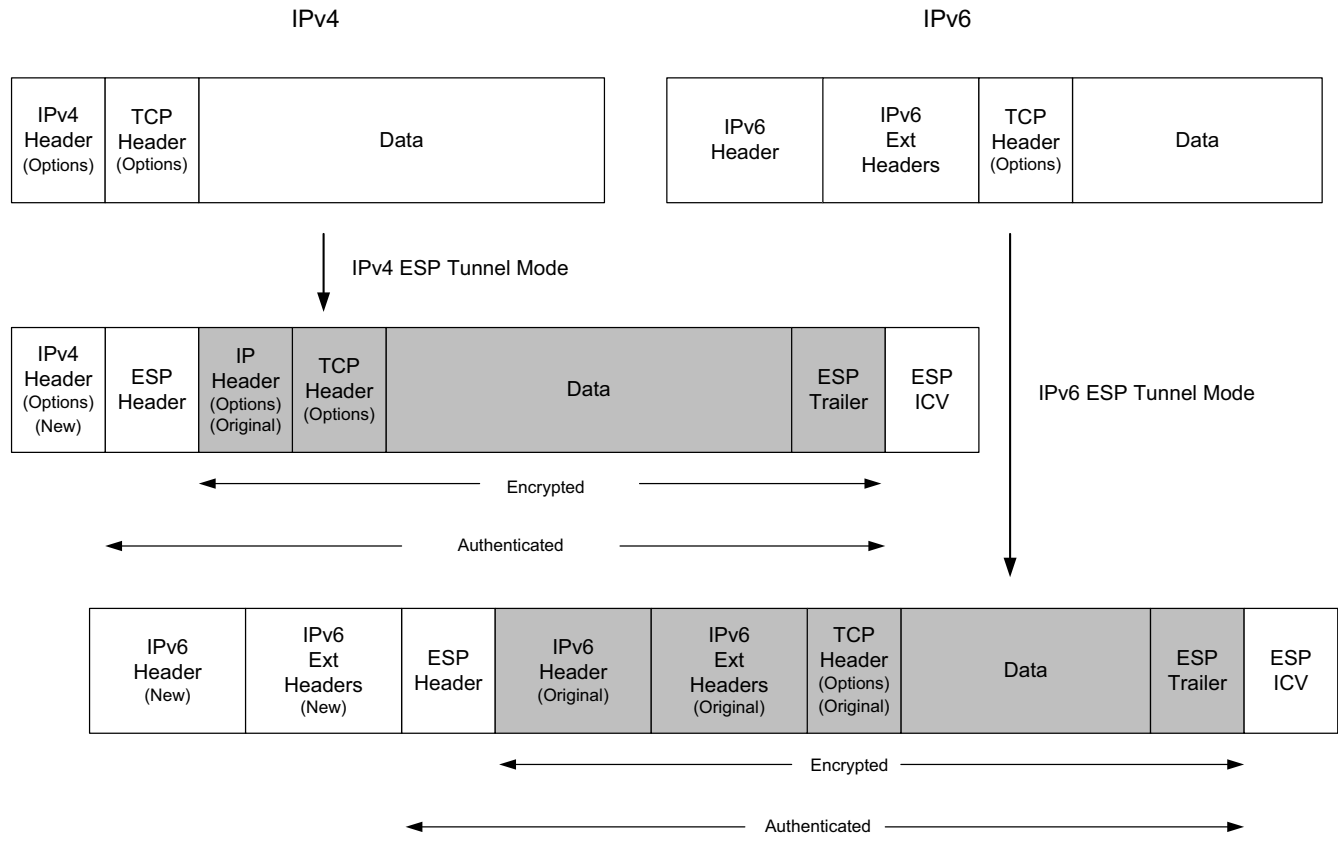 IPv4
IPv6
IPv4
Header
(Options)
TCP
Header
(Options)
Data
IPv6
Header
IPv6
Ext
Headers
TCP
Header
(Options)
Data
IPv4 ESP Tunnel Mode
IPv4
Header
(Options)
(New)
ESP
Header
IP
Header
(Options)
(Original)
TCP
Header
(Options)
Data
ESP
Trailer
ESP
ICV
IPv6 ESP Tunnel Mode
Encrypted
Authenticated
IPv6
Header
(New)
IPv6
Ext
Headers
(New)
ESP
Header
IPv6
Header
(Original)
IPv6
Ext
Headers
(Original)
TCP
Header
(Options)
(Original)
Data
ESP
Trailer
ESP
ICV
Encrypted
Authenticated